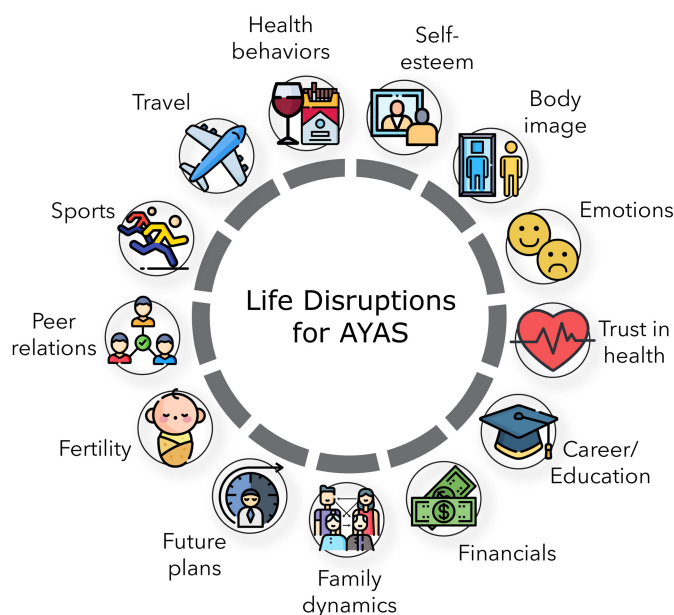 Health
behaviors
Self-
esteem
Body
image
Emotions
Trust in
health
Career/
Education
Financials
Family
dynamics
Future
plans
Fertility
Peer
relations
Sports
Travel
Life Disruptions
for AYAS